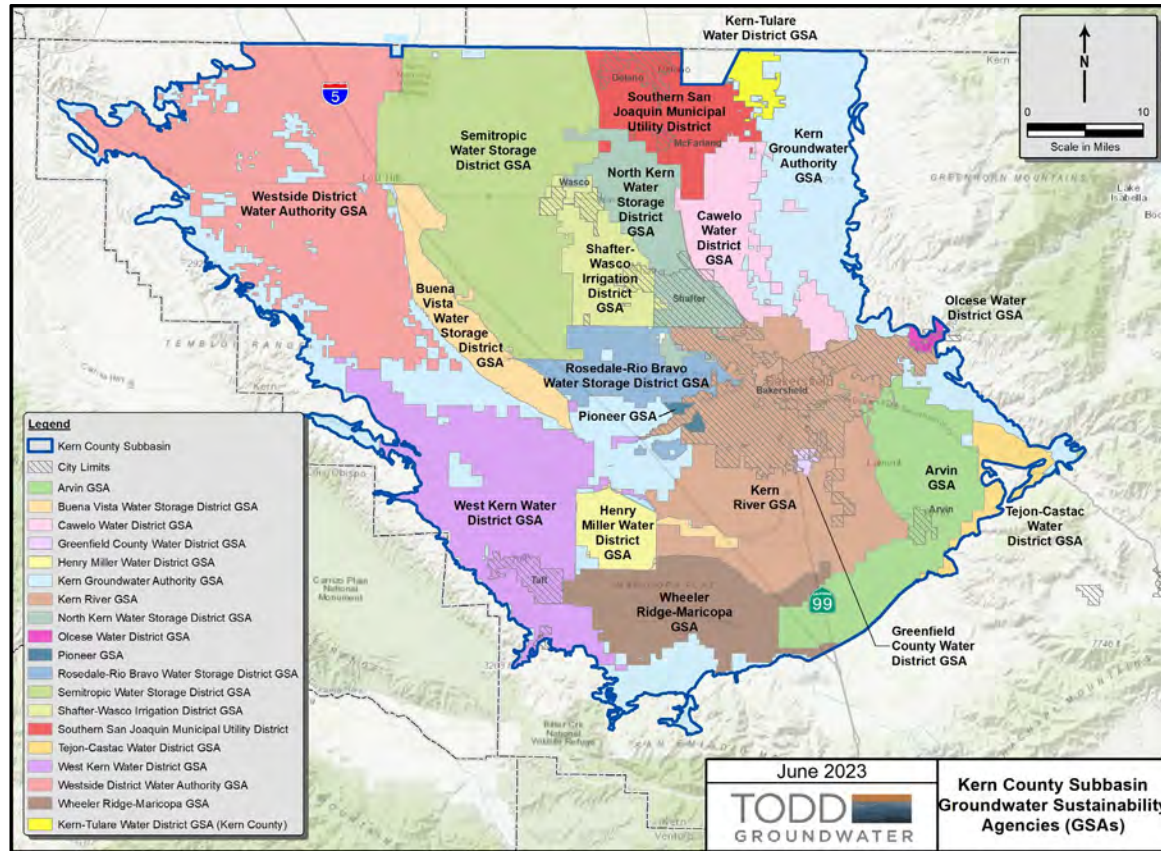 Kern-Tulare
Water District GSA
N
10
Scale in Miles
5
Delano
Southern San
Joaquin Municipal
Utility District
McFarland
Kern
Groundwater
Authority
GSA
Semitropic
Water Storage
District GSA
North Kern
Water
Storage
District
GSA
Wasco
GREENHORN MOUNTAINS
Lake
Isabella
Westside District
Water Authority GSA
Cawelo
Water
District
GSA
Shafter-
Wasco
Irrigation
District
GSA
Shafter
Buena
Vista
Water
Storage
District
GSA
Olcese Water
District GSA
TEMBLOR RANGE
Rosedale-Rio Bravo
Water Storage District GSA
Bakersfield
Pioneer GSA
Kern
River GSA
Lamont
Arvin
GSA
Arvin
Tejon-Castac
Water
District GSA
West Kern Water
District GSA
Henry
Miller Water
District
GSA
Taft
Carrizo Plain
National
Monument
Wheeler
Ridge-Maricopa
GSA
99
Greenfield
County Water
District GSA
Bitter Crk
National
Wildlife Refuge
Legend
Kern County Subbasin
City Limits
Arvin GSA
Buena Vista Water Storage District GSA
Cawelo Water District GSA
Greenfield County Water District GSA
Henry Miller Water District GSA
Kern Groundwater Authority GSA
Kern River GSA
North Kern Water Storage District GSA
Olcese Water District GSA
Pioneer GSA
Rosedale-Rio Bravo Water Storage District GSA
Semitropic Water Storage District GSA
Shafter-Wasco Irrigation District GSA
Southern San Joaquin Municipal Utility District
Tejon-Castac Water District GSA
West Kern Water District GSA
Westside District Water Authority GSA
Wheeler Ridge-Maricopa GSA
Kern-Tulare Water District GSA (Kern County)
June 2023
TODD
GROUNDWATER
Kern County Subbasin
Groundwater Sustainability
Agencies (GSAs)